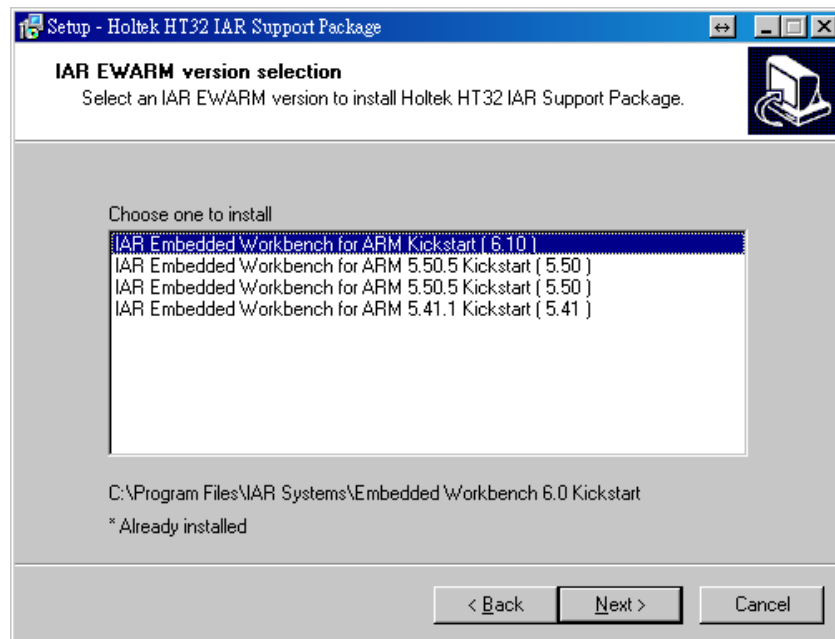 Setup - Holtek HT32 IAR Support Package
IAR EWARM version selection
Select an IAR EWARM version to install Holtek HT32 IAR Support Package.
Choose one to install
IAR Embedded Workbench for ARM Kickstart ( 6.10 )
IAR Embedded Workbench for ARM 5.50.5 Kickstart ( 5.50 )
IAR Embedded Workbench for ARM 5.50.5 Kickstart ( 5.50 )
IAR Embedded Workbench for ARM 5.41.1 Kickstart ( 5.41 )
C:\Program Files\IAR Systems\Embedded Workbench 6.0 Kickstart
* Already installed
< Back Next > Cancel